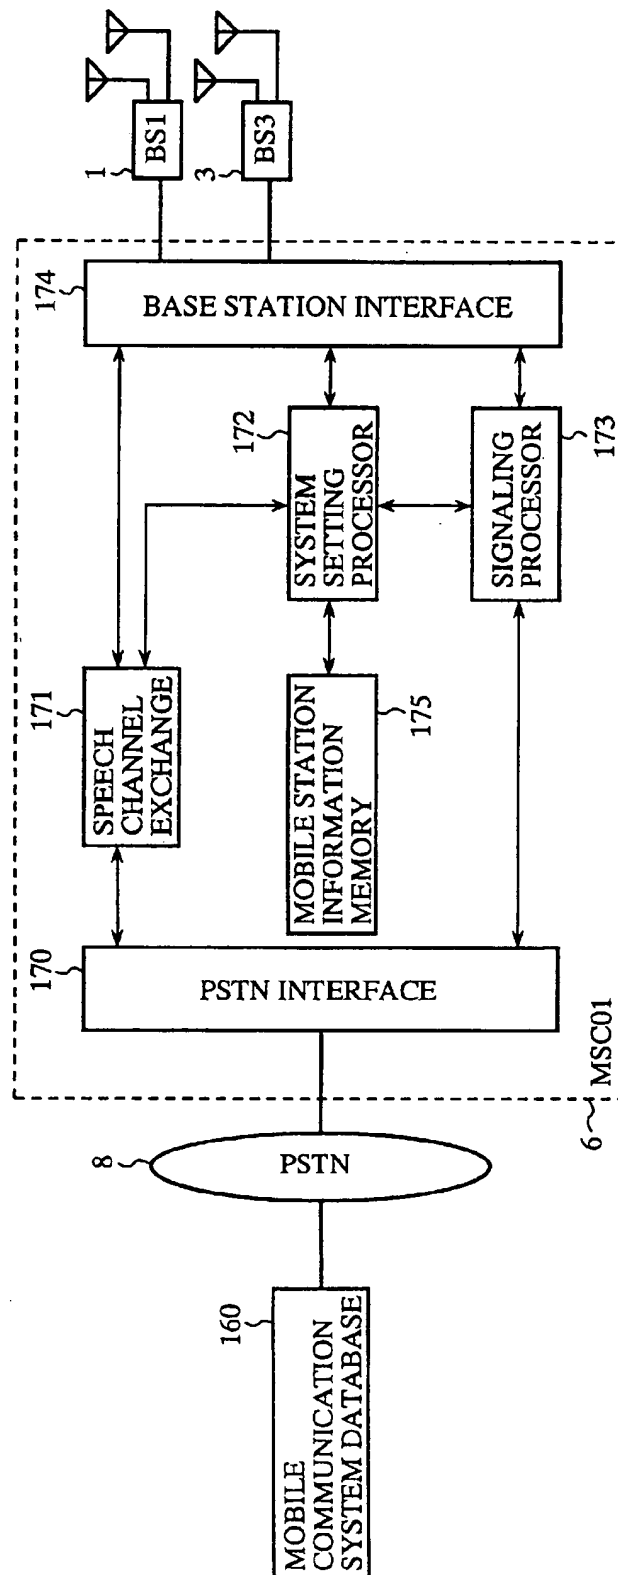 160
MOBILE
COMMUNICATION
SYSTEM DATABASE
8
PSTN
6
MSC01
170
PSTN INTERFACE
171
SPEECH
CHANNEL
EXCHANGE
172
SYSTEM
SETTING
PROCESSOR
175
MOBILE STATION
INFORMATION
MEMORY
173
SIGNALING
PROCESSOR
174
BASE STATION INTERFACE
1
BS1
3
BS3